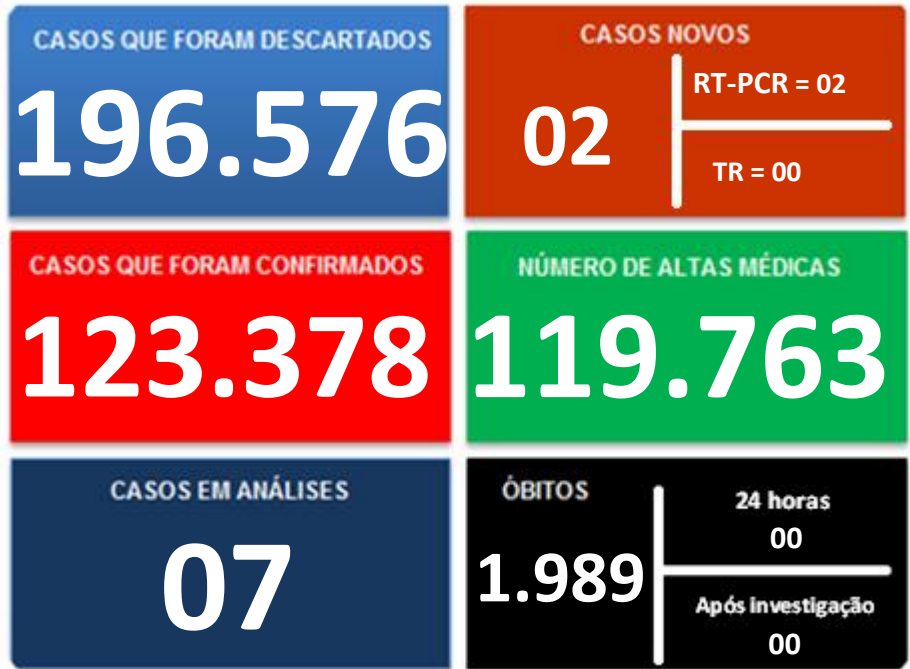 CASOS QUE FORAM DESCARTADOS
196.576
CASOS NOVOS
02
RT-PCR = 02
TR = 00
CASOS QUE FORAM CONFIRMADOS
123.378
NÚMERO DE ALTAS MÉDICAS
119.763
CASOS EM ANÁLISES
07
ÓBITOS
1.989
24 horas
00
Após investigação
00